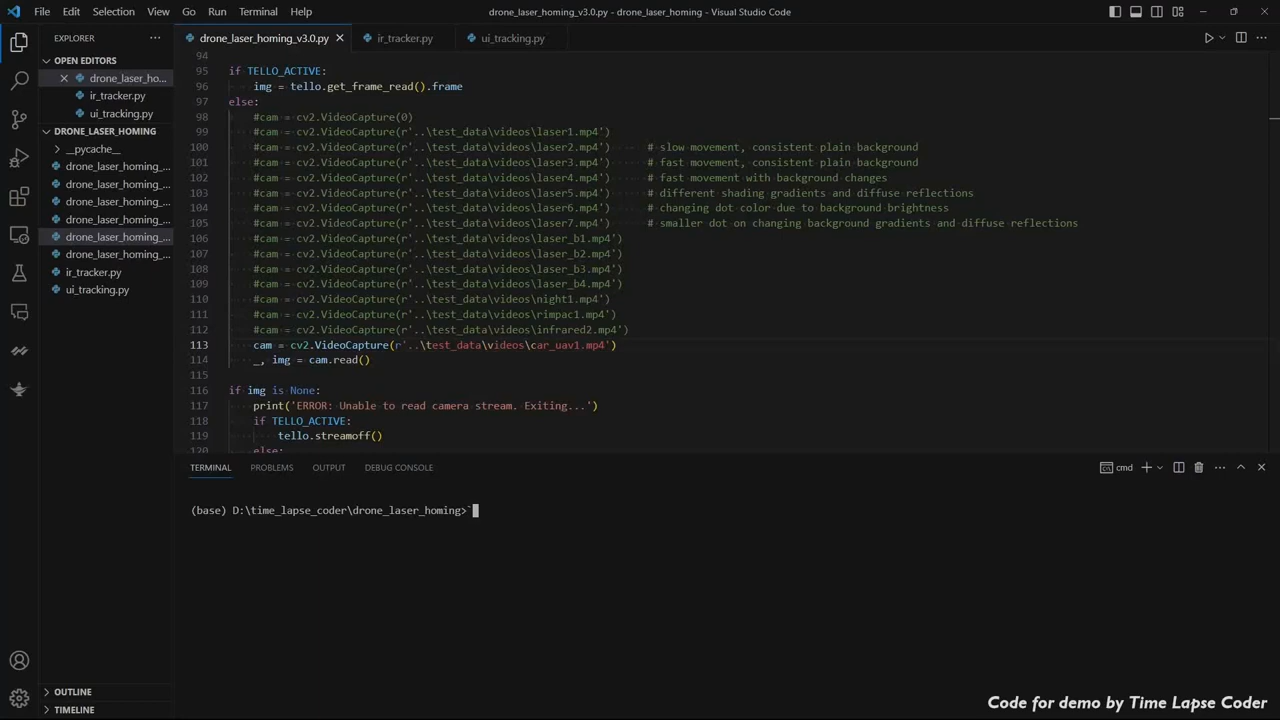 File Edit Selection View Go Run Terminal Help
drone_laser_homing_v3.0.py - drone_laser_homing - Visual Studio Code
EXPLORER
OPEN EDITORS
drone_laser_ho...
ir_tracker.py
ui_tracking.py
DRONE_LASER_HOMING
__pycache__
drone_laser_homing_...
drone_laser_homing_...
drone_laser_homing_...
drone_laser_homing_...
drone_laser_homing_...
drone_laser_homing_...
ir_tracker.py
ui_tracking.py
OUTLINE
TIMELINE
drone_laser_homing_v3.0.py ir_tracker.py ui_tracking.py
94
95 if TELLO_ACTIVE:
96 img = tello.get_frame_read().frame
97 else:
98 #cam = cv2.VideoCapture(0)
99 #cam = cv2.VideoCapture(r'..\test_data\videos\laser1.mp4')
100 #cam = cv2.VideoCapture(r'..\test_data\videos\laser2.mp4') # slow movement, consistent plain background
101 #cam = cv2.VideoCapture(r'..\test_data\videos\laser3.mp4') # fast movement, consistent plain background
102 #cam = cv2.VideoCapture(r'..\test_data\videos\laser4.mp4') # fast movement with background changes
103 #cam = cv2.VideoCapture(r'..\test_data\videos\laser5.mp4') # different shading gradients and diffuse reflections
104 #cam = cv2.VideoCapture(r'..\test_data\videos\laser6.mp4') # changing dot color due to background brightness
105 #cam = cv2.VideoCapture(r'..\test_data\videos\laser7.mp4') # smaller dot on changing background gradients and diffuse reflections
106 #cam = cv2.VideoCapture(r'..\test_data\videos\laser_b1.mp4')
107 #cam = cv2.VideoCapture(r'..\test_data\videos\laser_b2.mp4')
108 #cam = cv2.VideoCapture(r'..\test_data\videos\laser_b3.mp4')
109 #cam = cv2.VideoCapture(r'..\test_data\videos\laser_b4.mp4')
110 #cam = cv2.VideoCapture(r'..\test_data\videos\night1.mp4')
111 #cam = cv2.VideoCapture(r'..\test_data\videos\rimpac1.mp4')
112 #cam = cv2.VideoCapture(r'..\test_data\videos\infrared2.mp4')
113 cam = cv2.VideoCapture(r'..\test_data\videos\car_uav1.mp4')
114 _, img = cam.read()
115
116 if img is None:
117 print('ERROR: Unable to read camera stream. Exiting...')
118 if TELLO_ACTIVE:
119 tello.streamoff()
120 else:
TERMINAL PROBLEMS OUTPUT DEBUG CONSOLE
cmd
(base) D:\time_lapse_coder\drone_laser_homing>`
Code for demo by Time Lapse Coder